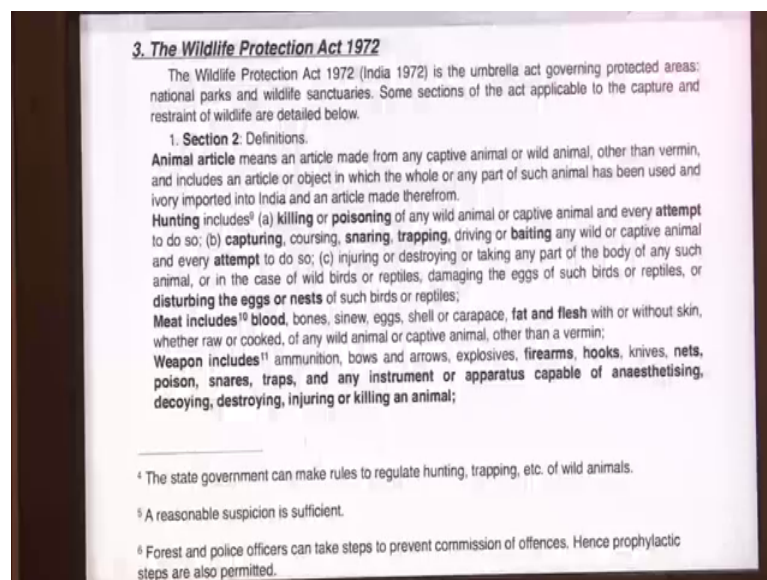 3. The Wildlife Protection Act 1972
The Wildlife Protection Act 1972 (India 1972) is the umbrella act governing protected areas:
national parks and wildlife sanctuaries. Some sections of the act applicable to the capture and
restraint of wildlife are detailed below.
1. Section 2: Definitions.
Animal article means an article made from any captive animal or wild animal, other than vermin,
and includes an article or object in which the whole or any part of such animal has been used and
ivory imported into India and an article made therefrom.
Hunting includes⁹ (a) killing or poisoning of any wild animal or captive animal and every attempt
to do so; (b) capturing, coursing, snaring, trapping, driving or baiting any wild or captive animal
and every attempt to do so; (c) injuring or destroying or taking any part of the body of any such
animal, or in the case of wild birds or reptiles, damaging the eggs of such birds or reptiles, or
disturbing the eggs or nests of such birds or reptiles;
Meat includes¹⁰ blood, bones, sinew, eggs, shell or carapace, fat and flesh with or without skin,
whether raw or cooked, of any wild animal or captive animal, other than a vermin;
Weapon includes¹¹ ammunition, bows and arrows, explosives, firearms, hooks, knives, nets,
poison, snares, traps, and any instrument or apparatus capable of anaesthetising,
decoying, destroying, injuring or killing an animal;
⁴ The state government can make rules to regulate hunting, trapping, etc. of wild animals.
⁵ A reasonable suspicion is sufficient.
⁶ Forest and police officers can take steps to prevent commission of offences. Hence prophylactic
steps are also permitted.